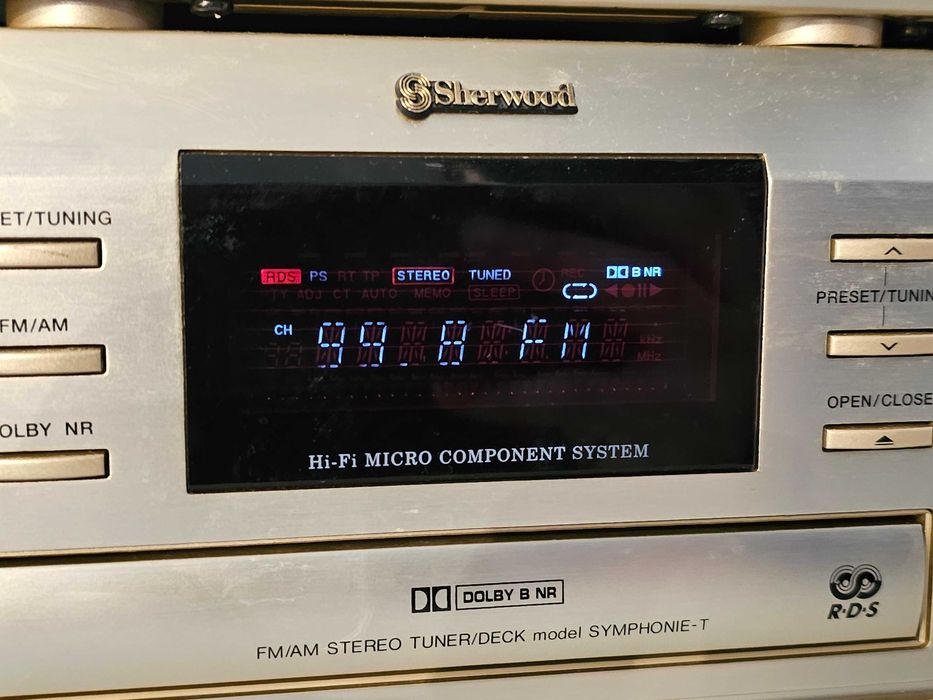 Sherwood
ET/TUNING
FM/AM
OLBY NR
RDS PS RT TP STEREO TUNED REC DD B NR
TY ADJ CT AUTO MEMO SLEEP
CH 99. 8 FM kHz
MHz
Hi-Fi MICRO COMPONENT SYSTEM
PRESET/TUNIN
OPEN/CLOSE
DOLBY B NR
R·D·S
FM/AM STEREO TUNER/DECK model SYMPHONIE-T